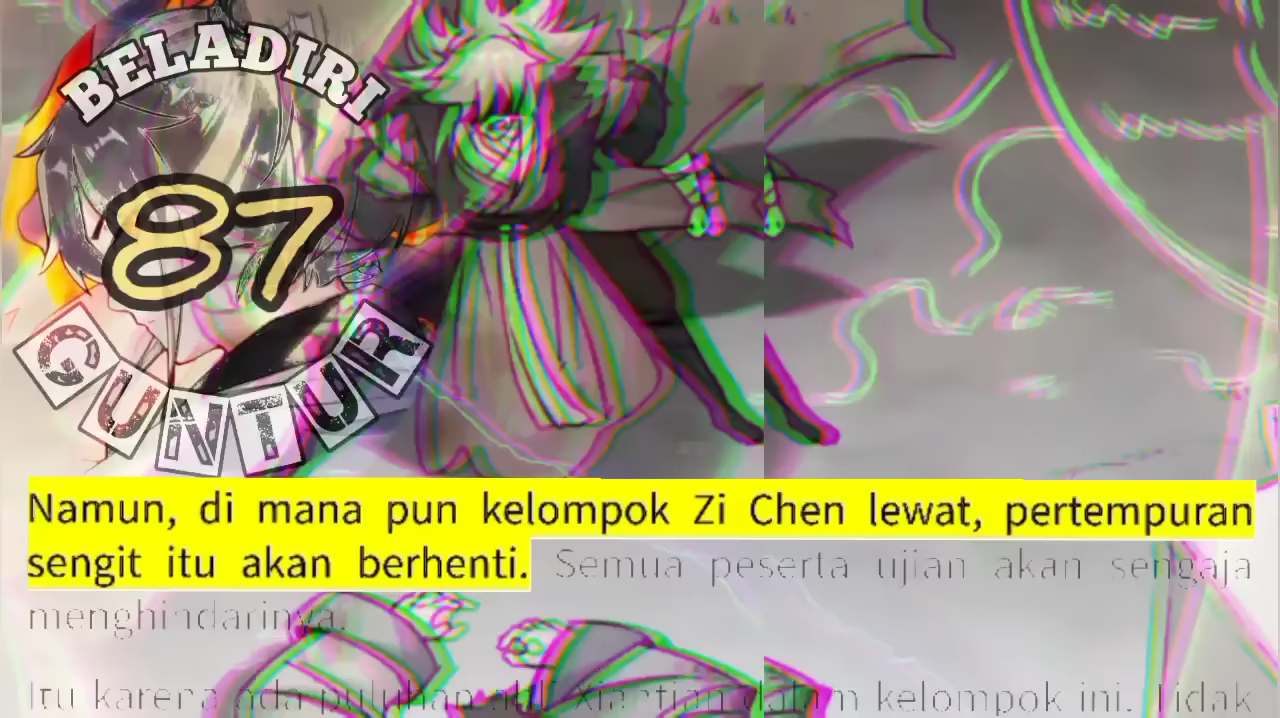 BELADIRI
87
GUNTUR
Namun, di mana pun kelompok Zi Chen lewat, pertempuran
sengit itu akan berhenti. Semua peserta ujian akan sengaja
menghindarinya.
Itu karena ada puluhan ahli Xiantian dalam kelompok ini. Tidak